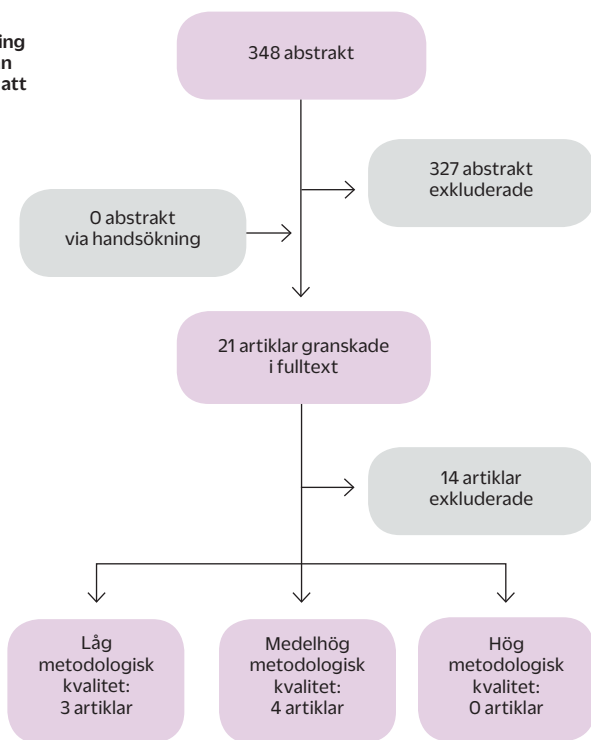 ing
n
att
348 abstrakt
327 abstrakt
exkluderade
0 abstrakt
via handsökning
21 artiklar granskade
i fulltext
14 artiklar
exkluderade
Låg
metodologisk
kvalitet:
3 artiklar
Medelhög
metodologisk
kvalitet:
4 artiklar
Hög
metodologisk
kvalitet:
0 artiklar